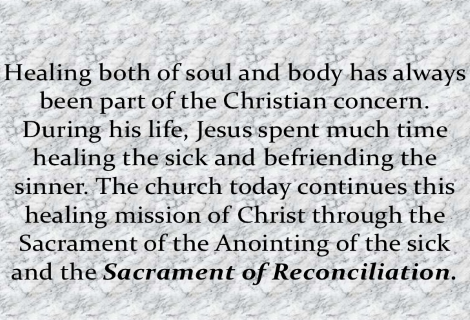 Healing both of soul and body has always
been part of the Christian concern.
During his life, Jesus spent much time
healing the sick and befriending the
sinner. The church today continues this
healing mission of Christ through the
Sacrament of the Anointing of the sick
and the Sacrament of Reconciliation.